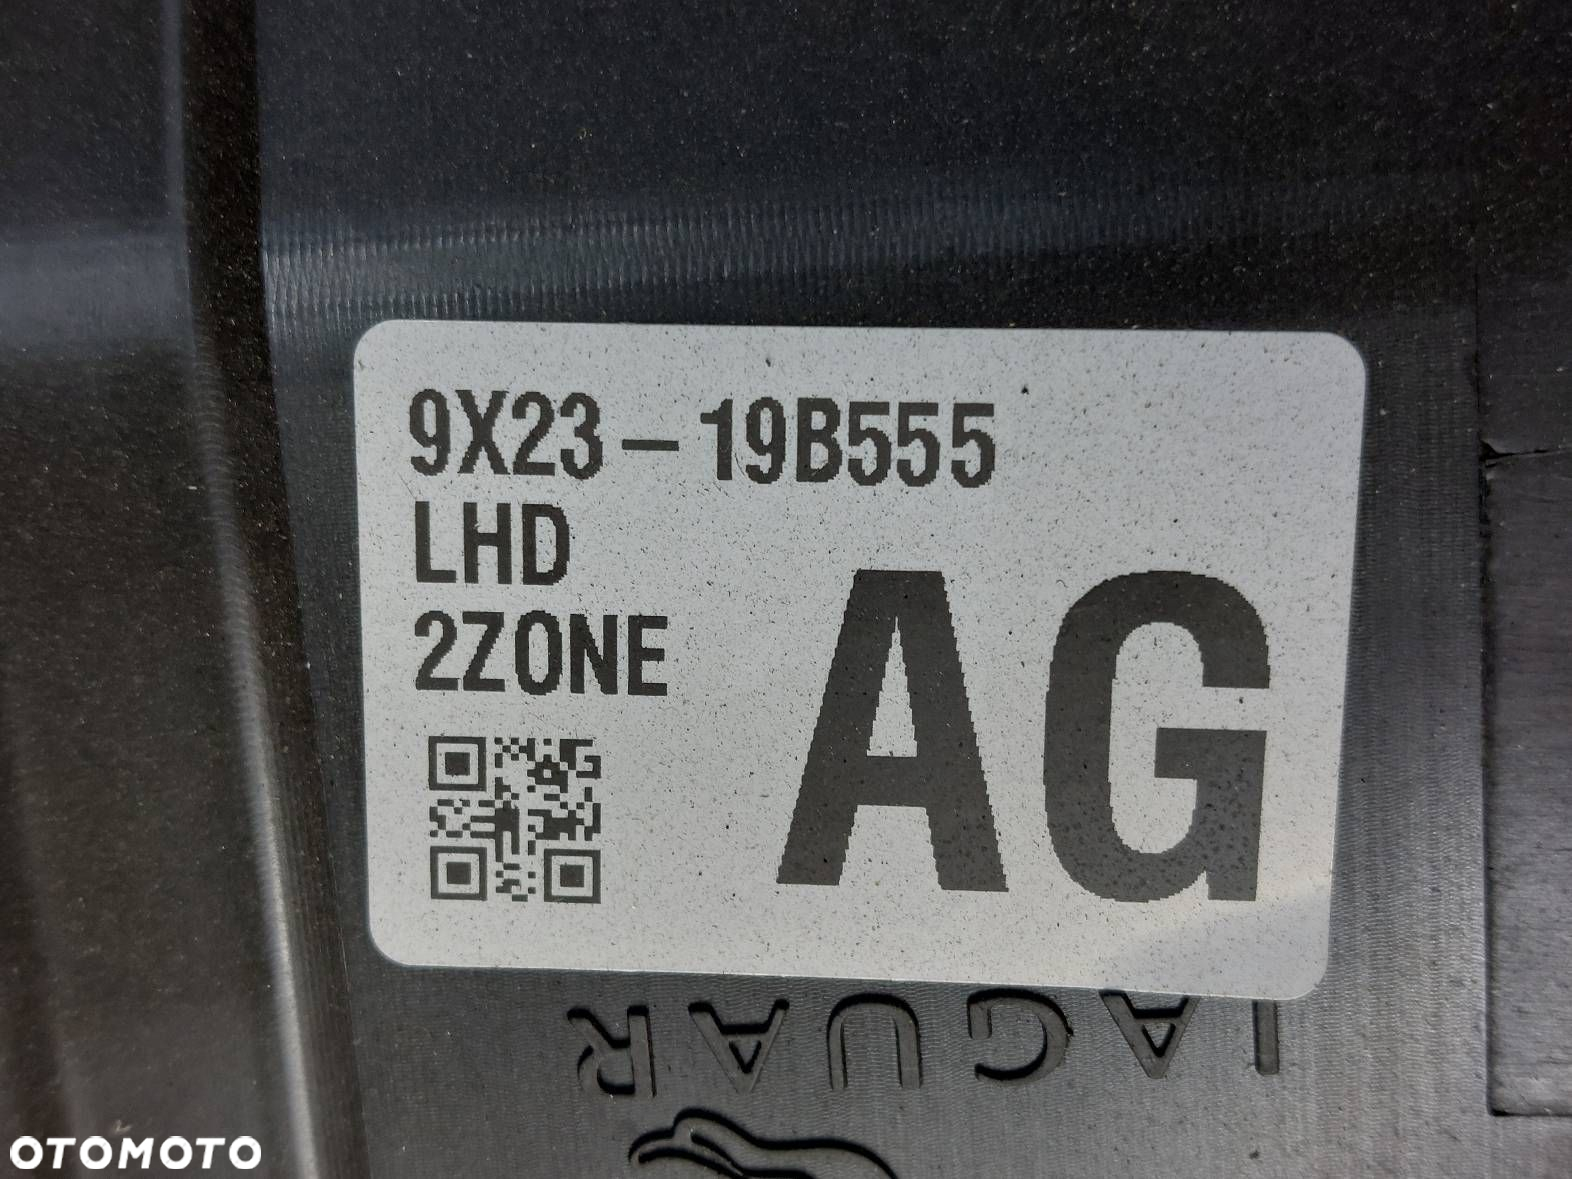 9X23-19B555
LHD
2ZONE
AG
JAGUAR
OTOMOTO